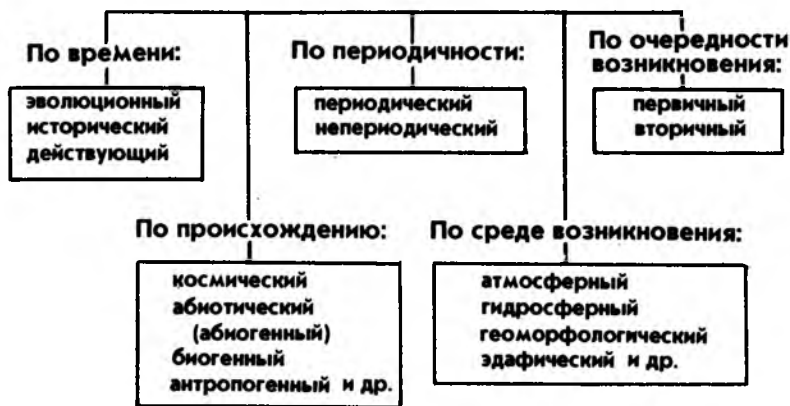 По времени:
эволюционный
исторический
действующий
По периодичности:
периодический
непериодический
По очередности
возникновения:
первичный
вторичный
По происхождению:
космический
абиотический
(абиогенный)
биогенный
антропогенный и др.
По среде возникновения:
атмосферный
гидросферный
геоморфологический
эдафический и др.